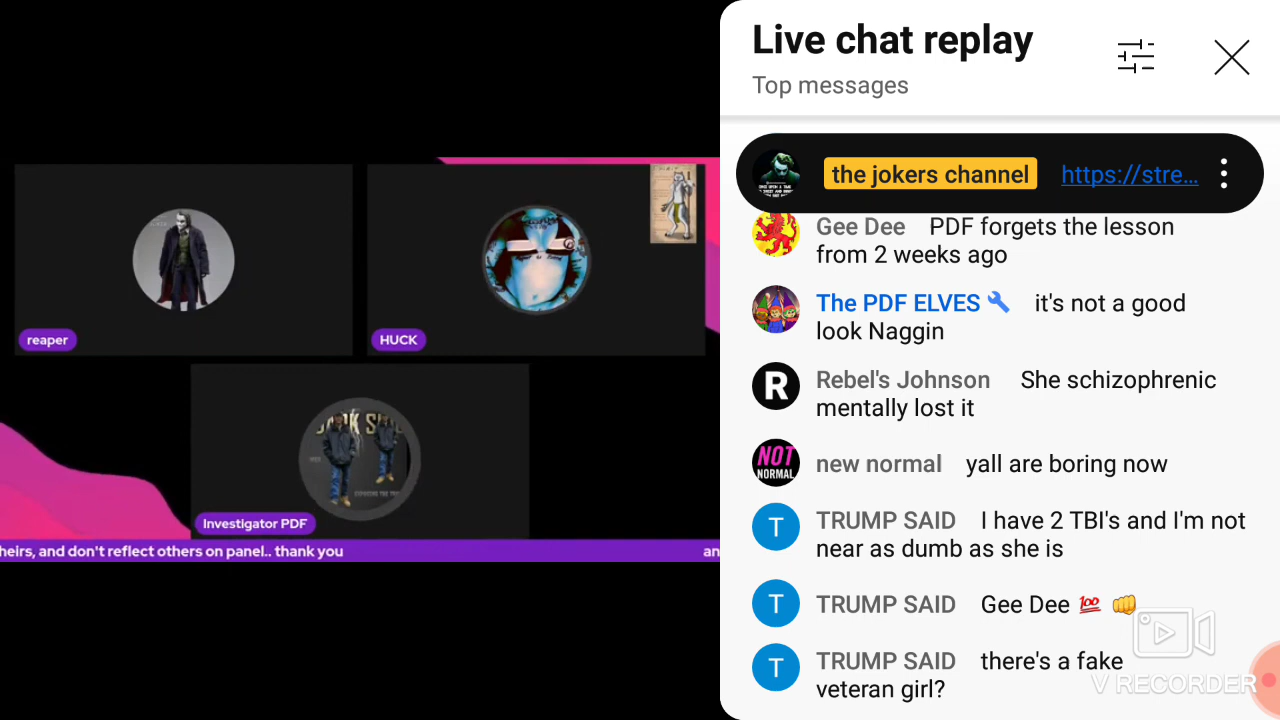 Live chat replay
Top messages
the jokers channel https://stre...
Gee Dee PDF forgets the lesson
from 2 weeks ago
The PDF ELVES it's not a good
look Naggin
R
Rebel's Johnson She schizophrenic
mentally lost it
NOT
NORMAL
new normal yall are boring now
T
TRUMP SAID I have 2 TBI's and I'm not
near as dumb as she is
T
TRUMP SAID Gee Dee 💯 👊
T
TRUMP SAID there's a fake
veteran girl?
V RECORDER
reaper
HUCK
Investigator PDF
heirs, and don't reflect others on panel.. thank you
an